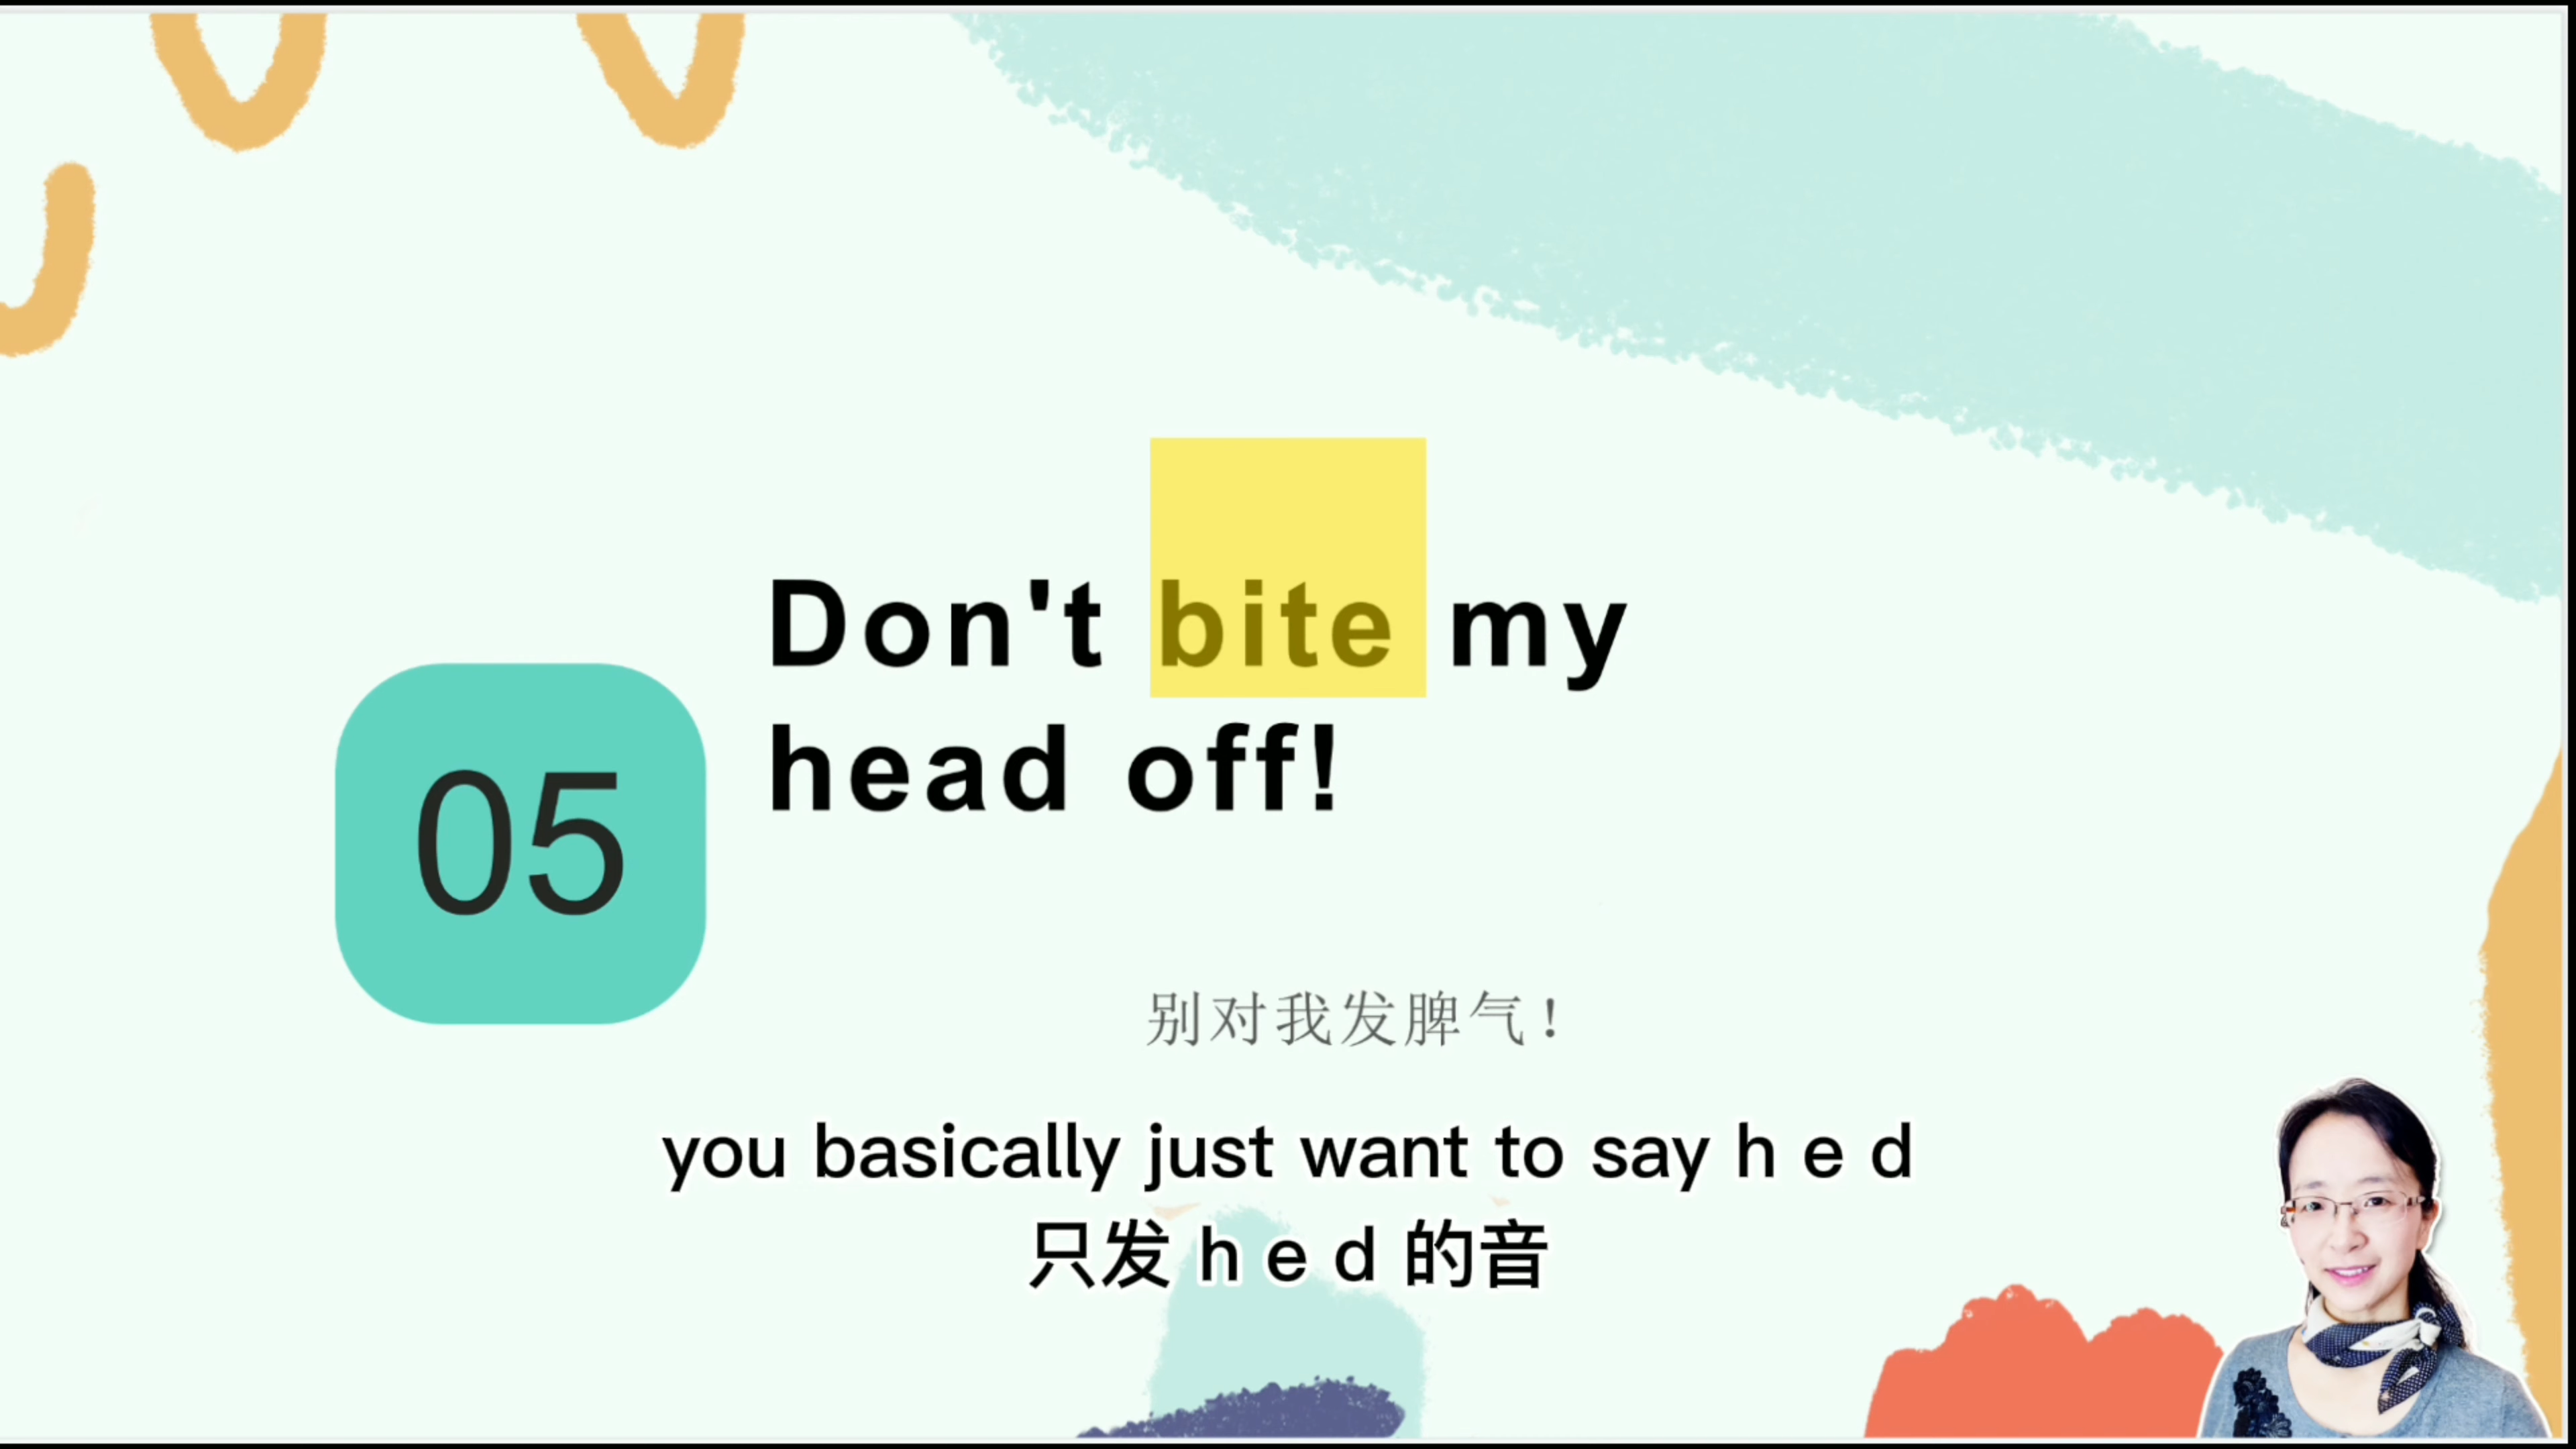 Don't bite my
head off!
05
别对我发脾气！
you basically just want to say h e d
只发 h e d 的音